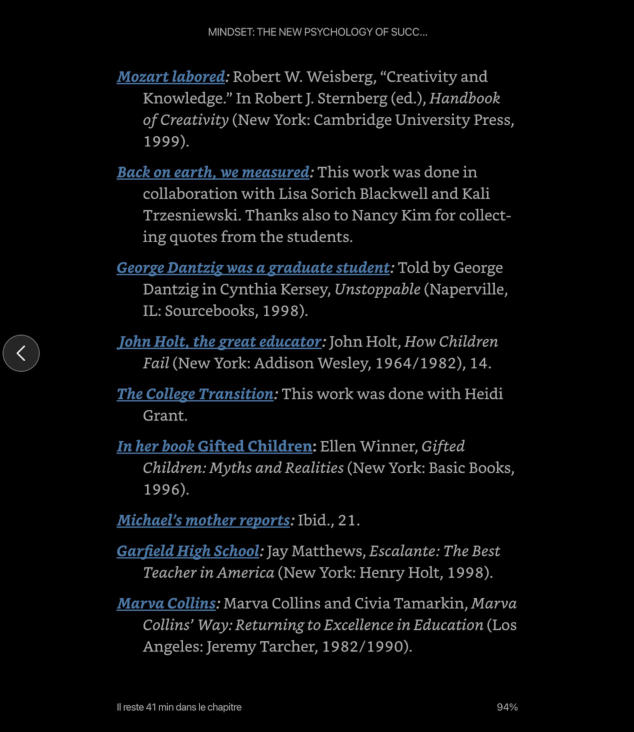 MINDSET: THE NEW PSYCHOLOGY OF SUCC...
Mozart labored: Robert W. Weisberg, “Creativity and
Knowledge.” In Robert J. Sternberg (ed.), Handbook
of Creativity (New York: Cambridge University Press,
1999).
Back on earth, we measured: This work was done in
collaboration with Lisa Sorich Blackwell and Kali
Trzesniewski. Thanks also to Nancy Kim for collect-
ing quotes from the students.
George Dantzig was a graduate student: Told by George
Dantzig in Cynthia Kersey, Unstoppable (Naperville,
IL: Sourcebooks, 1998).
John Holt, the great educator: John Holt, How Children
Fail (New York: Addison Wesley, 1964/1982), 14.
The College Transition: This work was done with Heidi
Grant.
In her book Gifted Children: Ellen Winner, Gifted
Children: Myths and Realities (New York: Basic Books,
1996).
Michael’s mother reports: Ibid., 21.
Garfield High School: Jay Matthews, Escalante: The Best
Teacher in America (New York: Henry Holt, 1998).
Marva Collins: Marva Collins and Civia Tamarkin, Marva
Collins’ Way: Returning to Excellence in Education (Los
Angeles: Jeremy Tarcher, 1982/1990).
Il reste 41 min dans le chapitre
94%